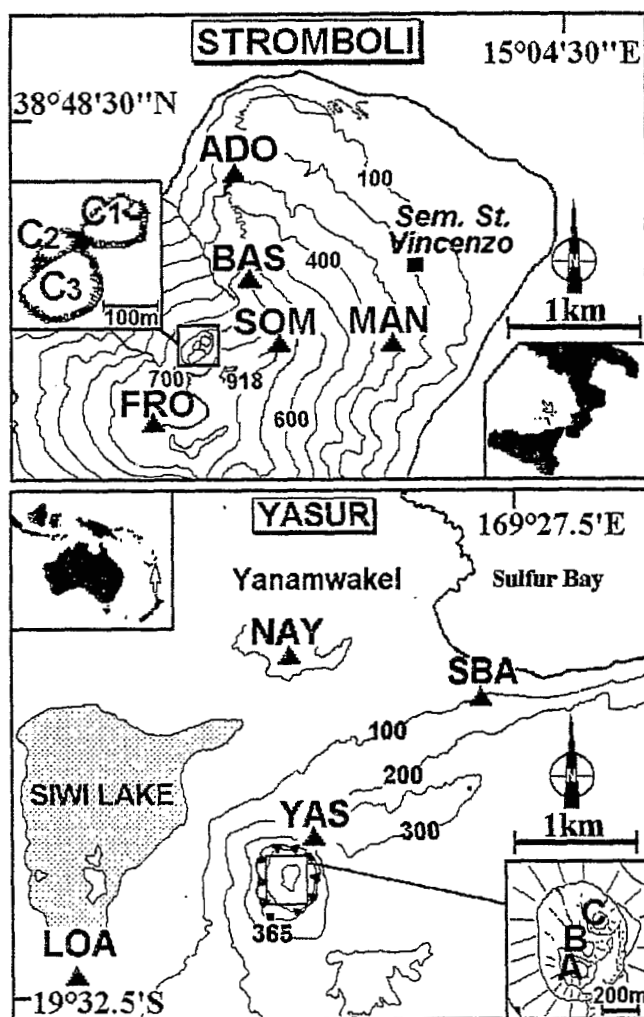 STROMBOLI
15°04'30"E
38°48'30"N
ADO
100
C1
C2
C3
100m
Sem. St.
Vincenzo
BAS
400
SOM
MAN
N
1km
700
918
FRO
600
YASUR
169°27.5'E
Yanamwakel
Sulfur Bay
NAY
SBA
100
200
SIWI LAKE
300
YAS
N
1km
365
C
B
A
200m
LOA
19°32.5'S